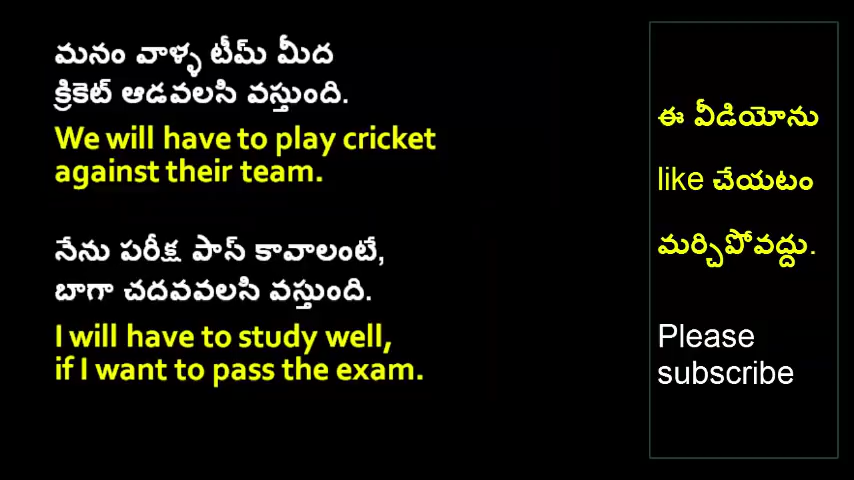 మనం వాళ్ళ టీమ్ మీద
క్రికెట్ ఆడవలసి వస్తుంది.
We will have to play cricket
against their team.
నేను పరీక్ష పాస్ కావాలంటే,
బాగా చదవవలసి వస్తుంది.
I will have to study well,
if I want to pass the exam.
ఈ వీడియోను
like చేయటం
మర్చిపోవద్దు.
Please
subscribe